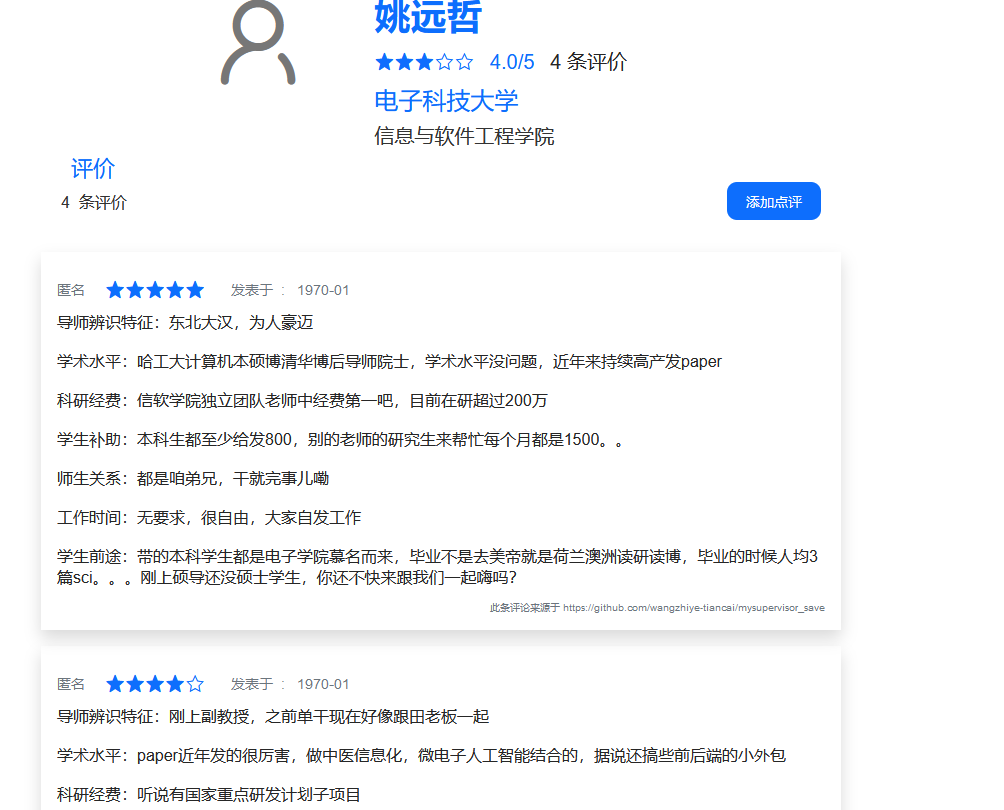 姚远哲
4.0/5 4 条评价
电子科技大学
信息与软件工程学院
评价
4 条评价
添加点评
匿名 发表于 ： 1970-01
导师辨识特征：东北大汉，为人豪迈
学术水平：哈工大计算机本硕博清华博后导师院士，学术水平没问题，近年来持续高产发paper
科研经费：信软学院独立团队老师中经费第一吧，目前在研超过200万
学生补助：本科生都至少给发800，别的老师的研究生来帮忙每个月都是1500。。
师生关系：都是咱弟兄，干就完事儿嘞
工作时间：无要求，很自由，大家自发工作
学生前途：带的本科学生都是电子学院慕名而来，毕业不是去美帝就是荷兰澳洲读研读博，毕业的时候人均3
篇sci。。。刚上硕导还没硕士学生，你还不快来跟我们一起嗨吗？
此条评论来源于 https://github.com/wangzhiye-tiancai/mysupervisor_save
匿名 发表于 ： 1970-01
导师辨识特征：刚上副教授，之前单干现在好像跟田老板一起
学术水平：paper近年发的很厉害，做中医信息化，微电子人工智能结合的，据说还搞些前后端的小外包
科研经费：听说有国家重点研发计划子项目